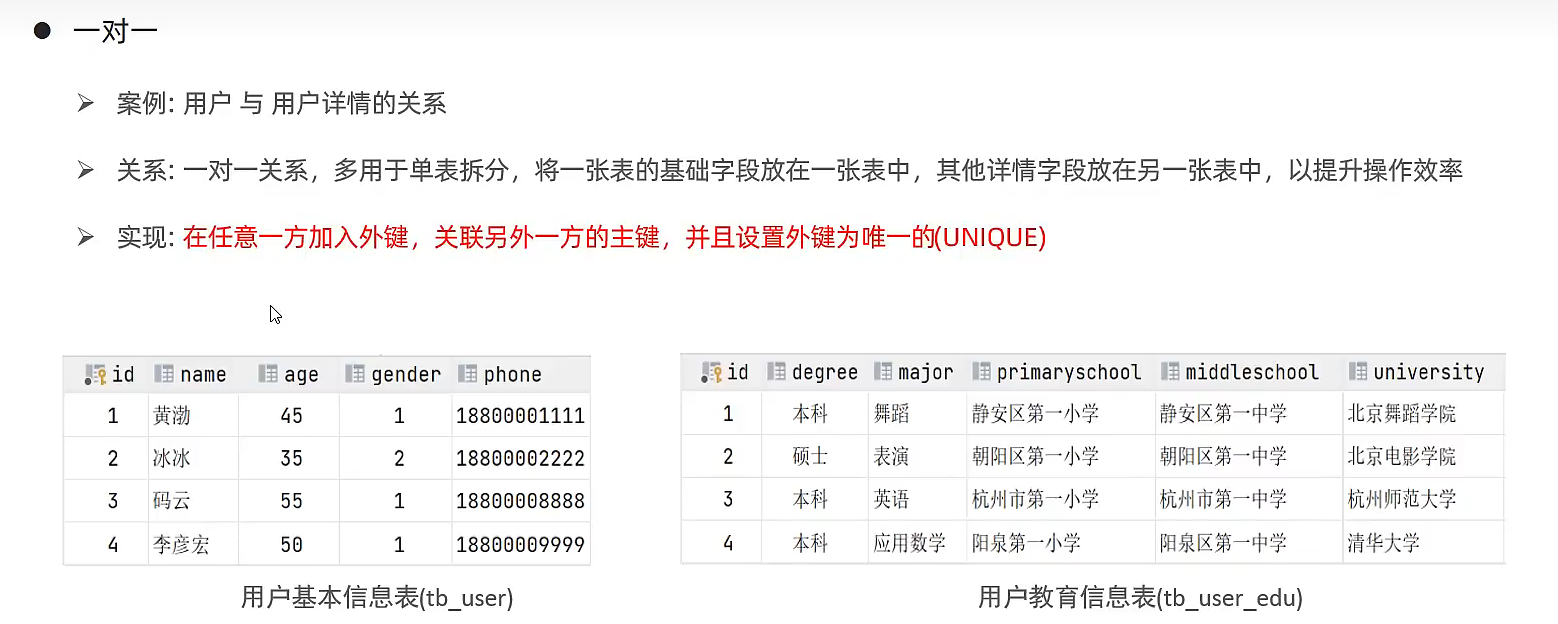 ● 一对一
➢ 案例: 用户 与 用户详情的关系
➢ 关系: 一对一关系，多用于单表拆分，将一张表的基础字段放在一张表中，其他详情字段放在另一张表中，以提升操作效率
➢ 实现: 在任意一方加入外键，关联另外一方的主键，并且设置外键为唯一的(UNIQUE)
id name age gender phone
1 黄渤 45 1 18800001111
2 冰冰 35 2 18800002222
3 码云 55 1 18800008888
4 李彦宏 50 1 18800009999
用户基本信息表(tb_user)
id degree major primaryschool middleschool university
1 本科 舞蹈 静安区第一小学 静安区第一中学 北京舞蹈学院
2 硕士 表演 朝阳区第一小学 朝阳区第一中学 北京电影学院
3 本科 英语 杭州市第一小学 杭州市第一中学 杭州师范大学
4 本科 应用数学 阳泉第一小学 阳泉区第一中学 清华大学
用户教育信息表(tb_user_edu)